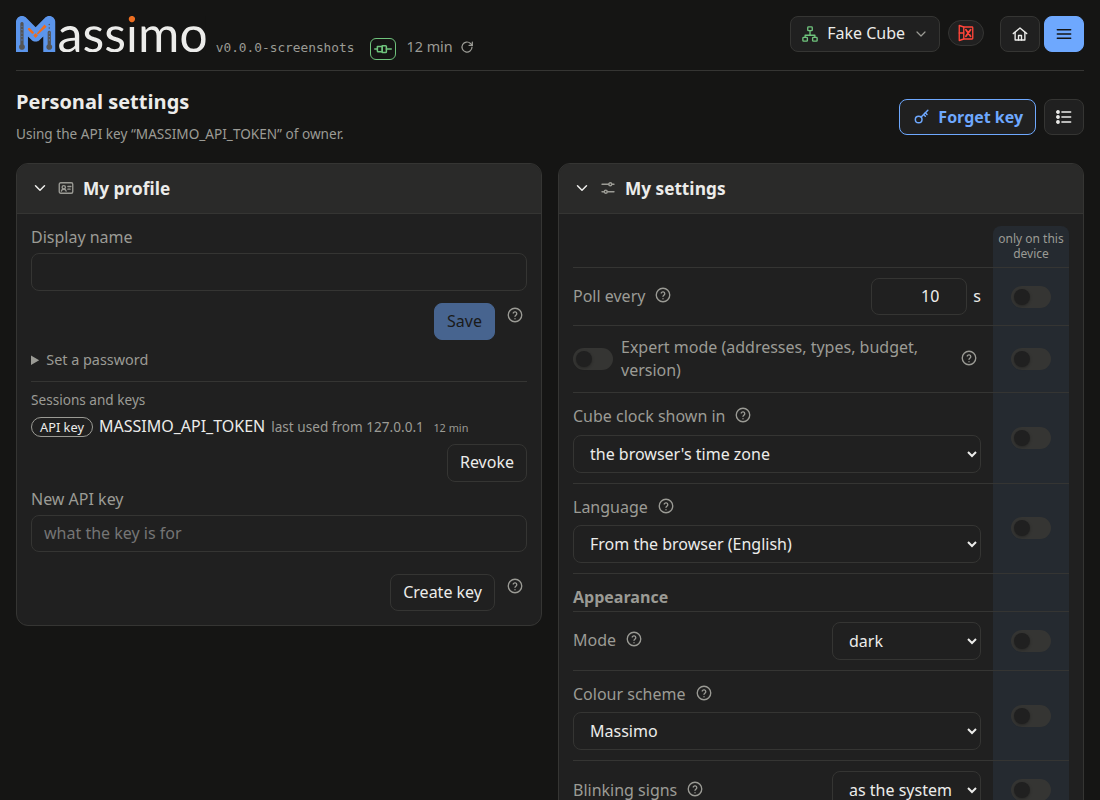 Massimo v0.0.0-screenshots 12 min Fake Cube
Personal settings
Using the API key “MASSIMO_API_TOKEN” of owner.
Forget key
My profile
Display name
Save
Set a password
Sessions and keys
API key MASSIMO_API_TOKEN last used from 127.0.0.1 12 min
Revoke
New API key
what the key is for
Create key
My settings
only on this
device
Poll every 10 s
Expert mode (addresses, types, budget,
version)
Cube clock shown in
the browser's time zone
Language
From the browser (English)
Appearance
Mode dark
Colour scheme
Massimo
Blinking signs as the system